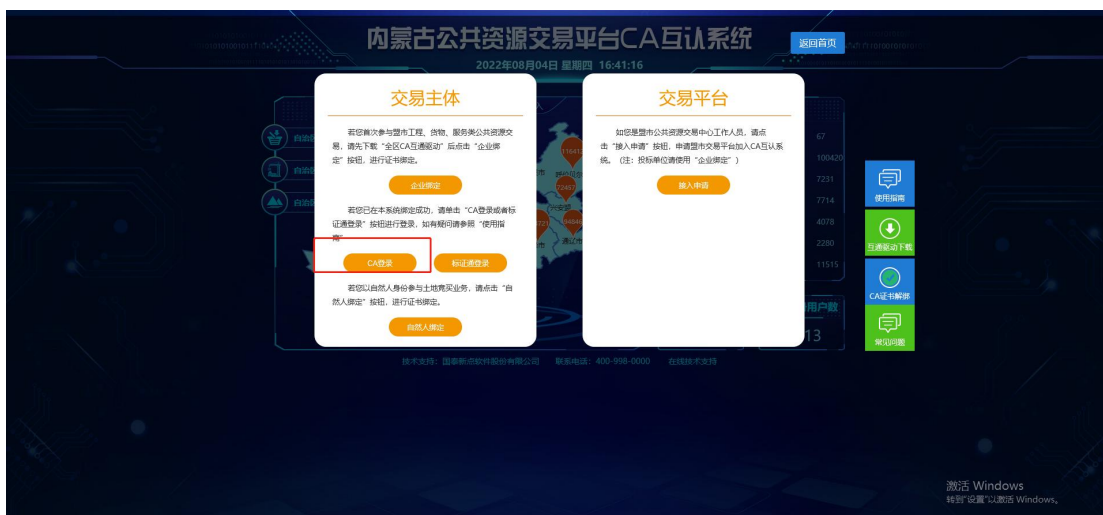 内蒙古公共资源交易平台CA互认系统
返回首页
2022年08月04日 星期四 16:41:16
交易主体
若您首次参与盟市工程、货物、服务类公共资源交
易，请先下载“全区CA互通驱动”后点击“企业绑
定”按钮，进行证书绑定。
企业绑定
若您已在本系统绑定成功，请单击“CA登录或者标
证通登录”按钮进行登录，如有疑问请参照“使用指
南”
CA登录
标证通登录
若您以自然人身份参与土地竞买业务，请点击“自
然人绑定”按钮，进行证书绑定。
自然人绑定
交易平台
如您是盟市公共资源交易中心工作人员，请点
击“接入申请”按钮，申请盟市交易平台加入CA互认系
统。（注：投标单位请使用“企业绑定”）
接入申请
67
100420
7231
7714
4078
2280
11515
用户数
13
使用指南
互通驱动下载
CA证书解绑
常见问题
技术支持：国泰新点软件股份有限公司 联系电话：400-998-0000 在线技术支持
激活 Windows
转到“设置”以激活 Windows。